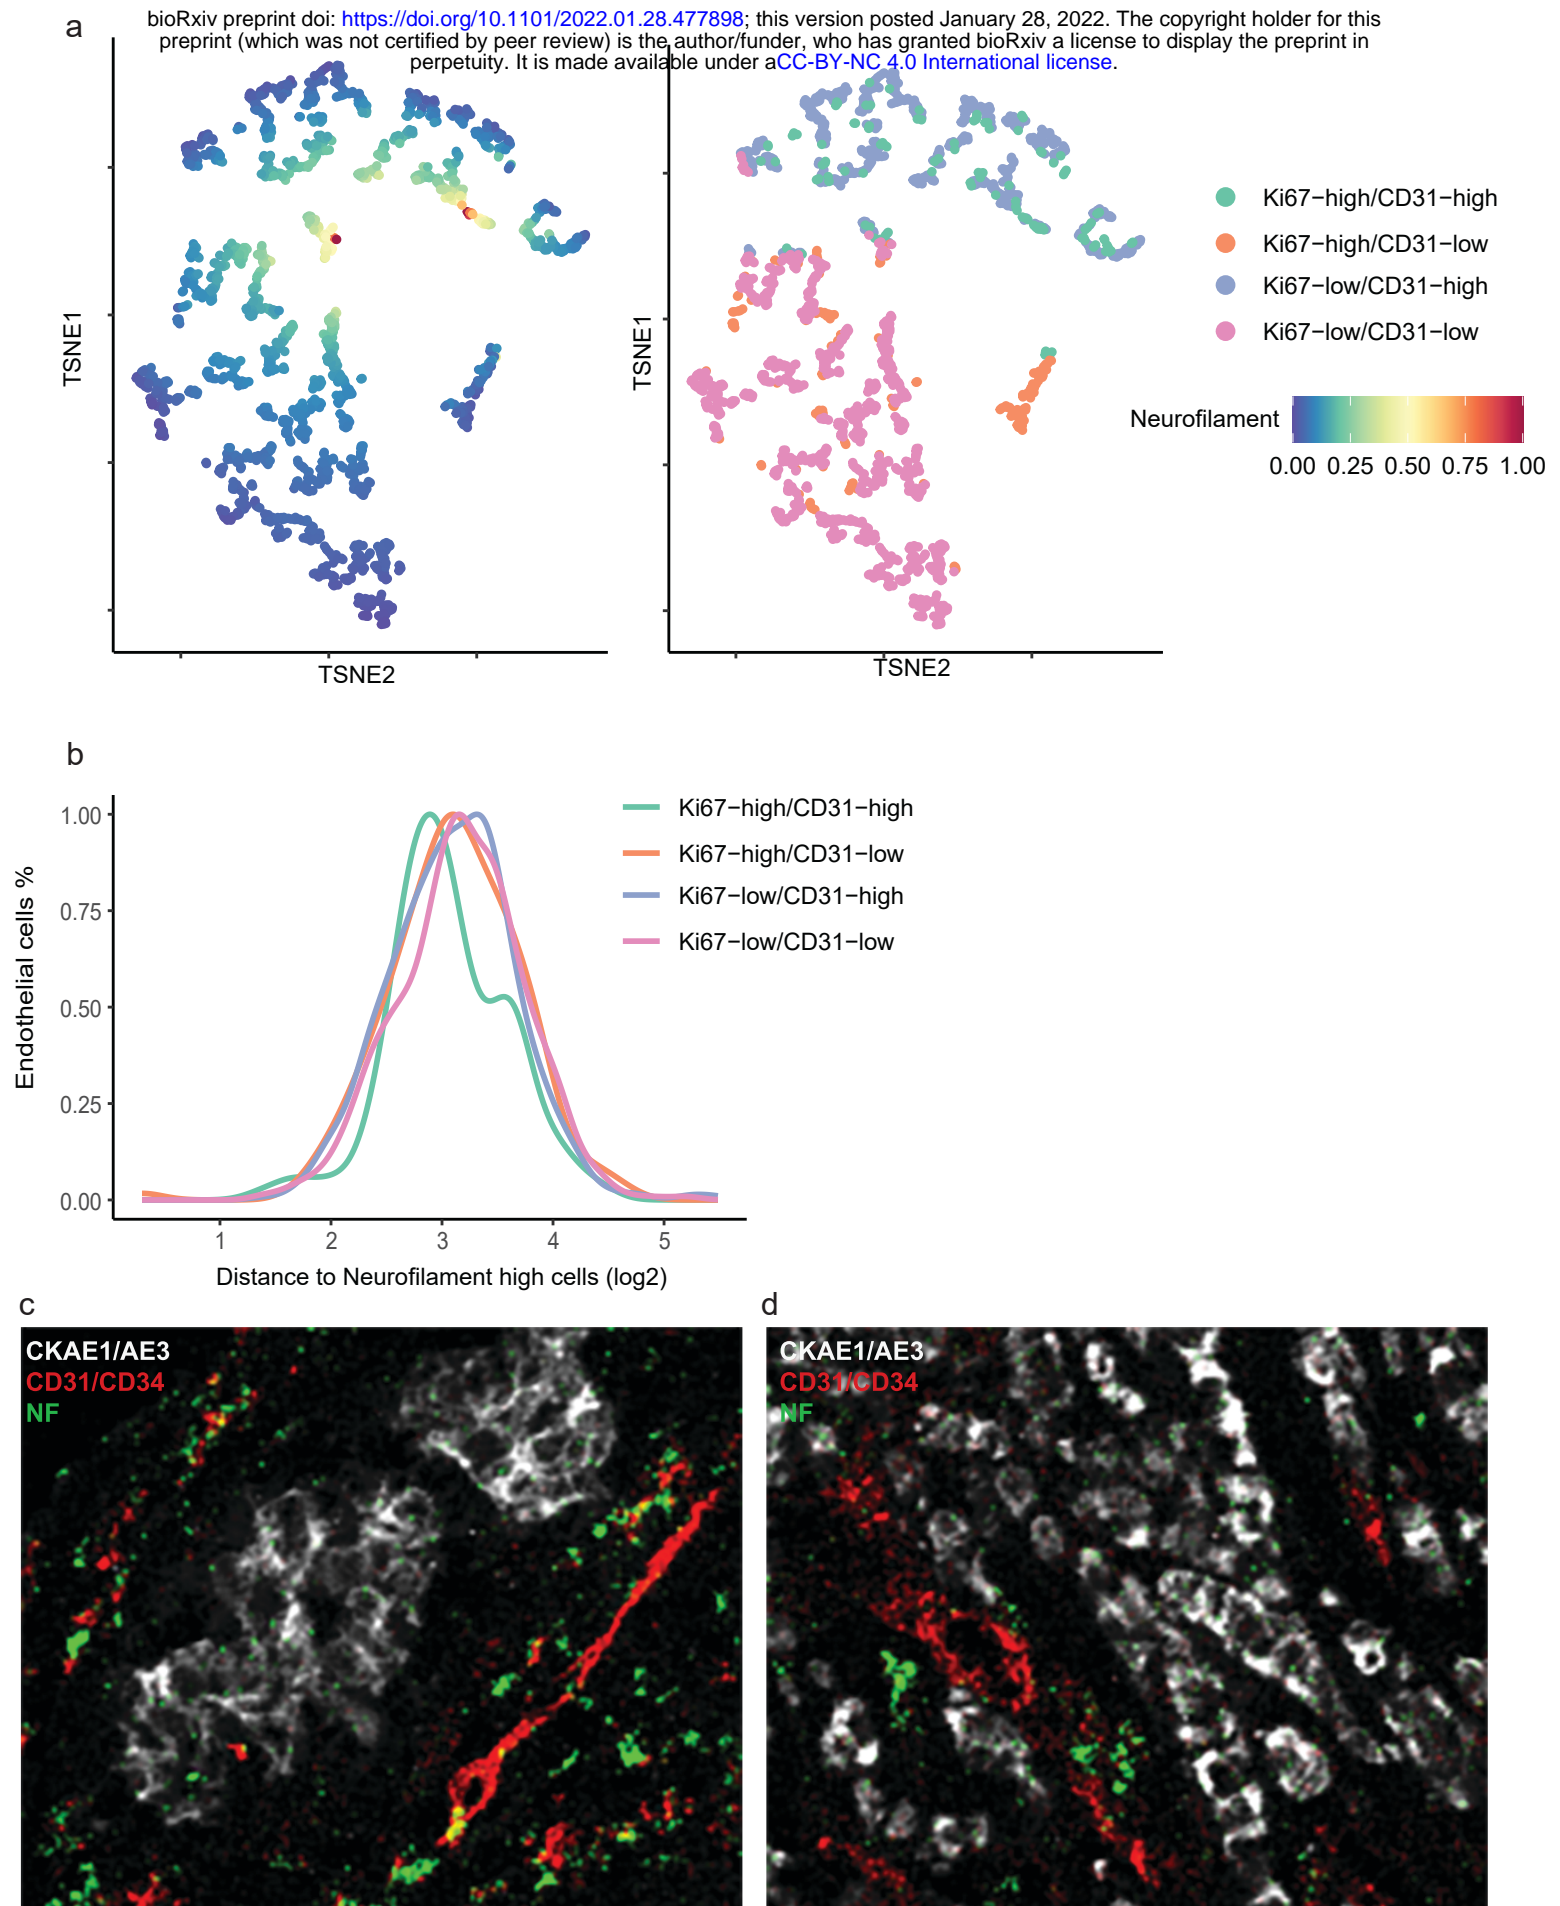 bioRxiv preprint doi: https://doi.org/10.1101/2022.01.28.477898; this version posted January 28, 2022. The copyright holder for this
preprint (which was not certified by peer review) is the author/funder, who has granted bioRxiv a license to display the preprint in
perpetuity. It is made available under aCC-BY-NC 4.0 International license.
a
TSNE1
TSNE2
TSNE1
TSNE2
Ki67−high/CD31−high
Ki67−high/CD31−low
Ki67−low/CD31−high
Ki67−low/CD31−low
Neurofilament
0.00 0.25 0.50 0.75 1.00
b
Endothelial cells %
1.00
0.75
0.50
0.25
0.00
1 2 3 4 5
Distance to Neurofilament high cells (log2)
Ki67−high/CD31−high
Ki67−high/CD31−low
Ki67−low/CD31−high
Ki67−low/CD31−low
c
CKAE1/AE3
CD31/CD34
NF
d
CKAE1/AE3
CD31/CD34
NF